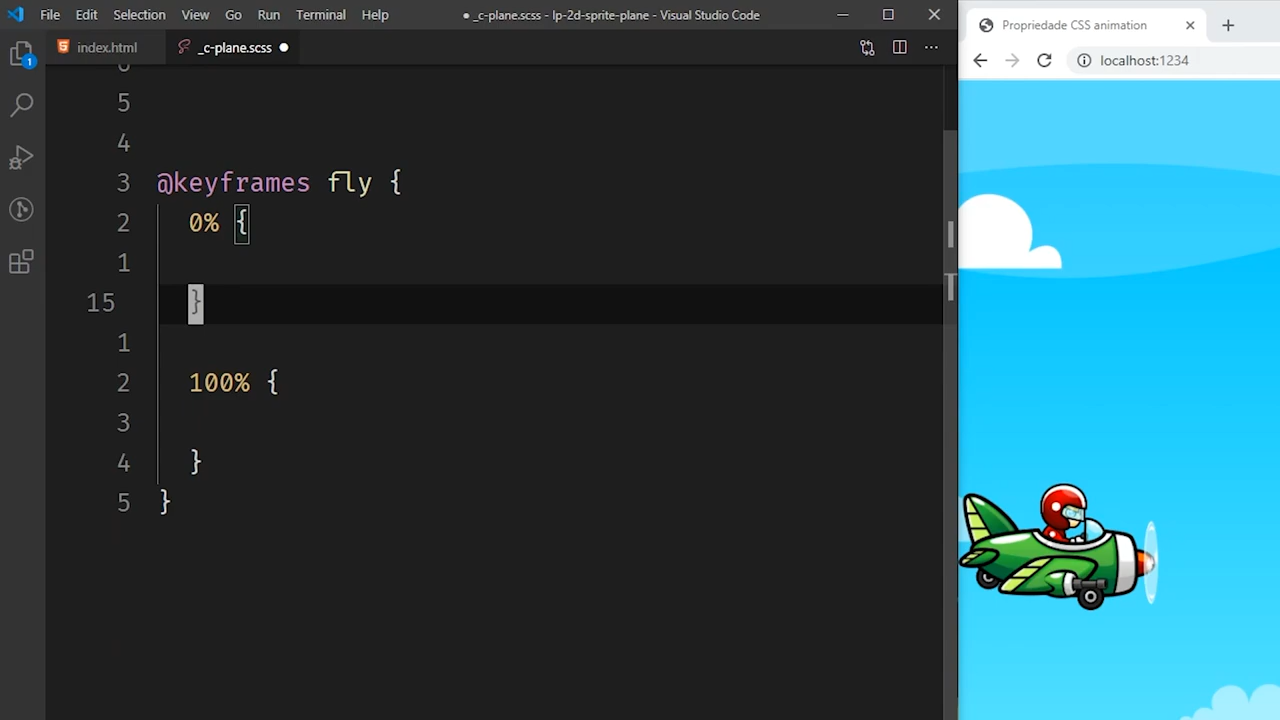 File Edit Selection View Go Run Terminal Help
● _c-plane.scss - lp-2d-sprite-plane - Visual Studio Code
index.html
_c-plane.scss
Propriedade CSS animation
localhost:1234
1
6
5
4
3 @keyframes fly {
2 0% {
1
15 }
1
2 100% {
3
4 }
5 }